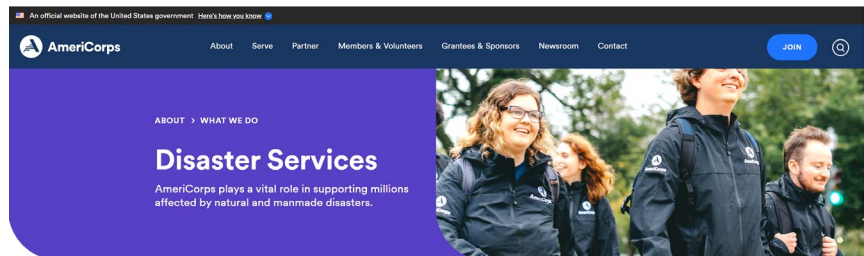 An official website of the United States government Here's how you know
AmeriCorps
About Serve Partner Members & Volunteers Grantees & Sponsors Newsroom Contact
JOIN
ABOUT > WHAT WE DO
Disaster Services
AmeriCorps plays a vital role in supporting millions
affected by natural and manmade disasters.
AmeriCorps